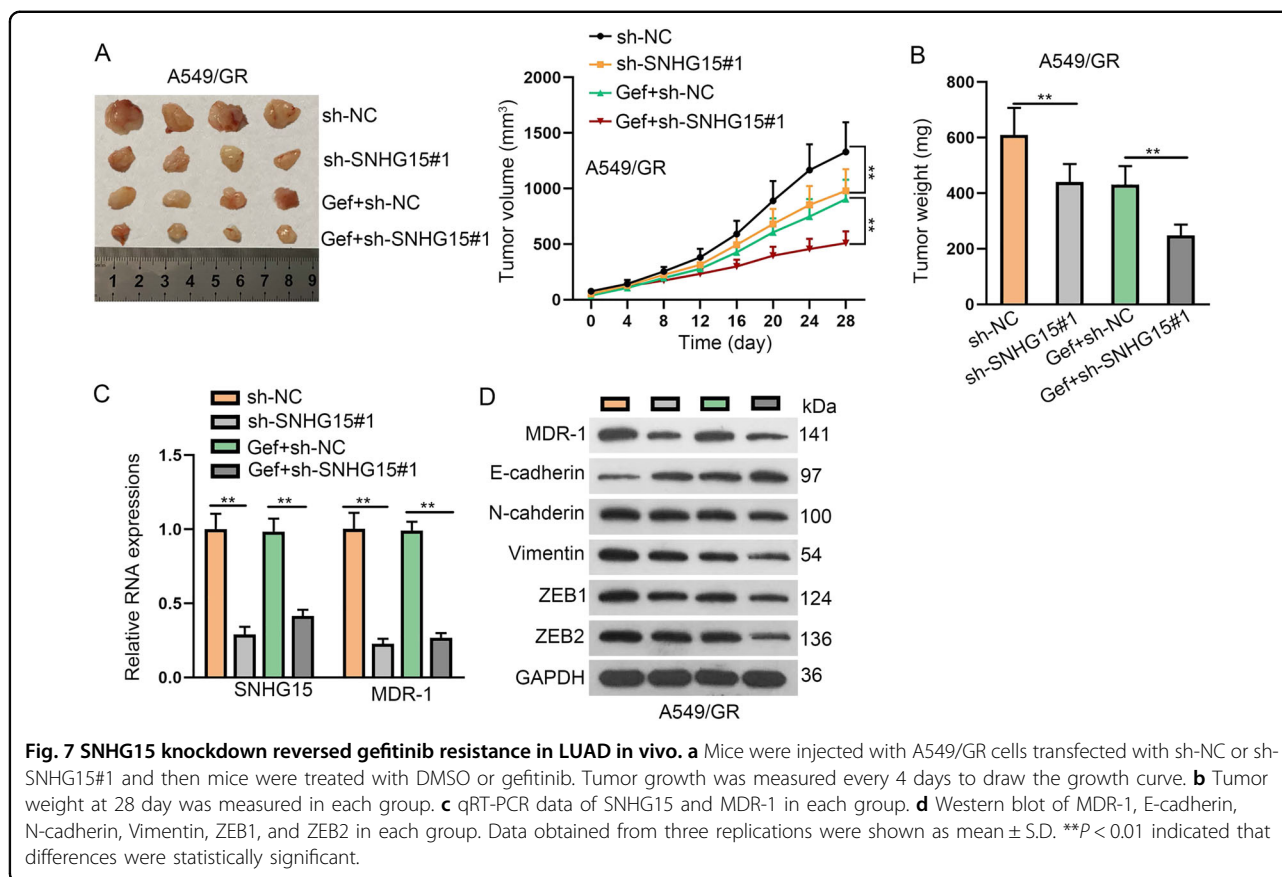 A
A549/GR
sh-NC
sh-SNHG15#1
Gef+sh-NC
Gef+sh-SNHG15#1
1 2 3 4 5 6 7 8 9
sh-NC
sh-SNHG15#1
Gef+sh-NC
Gef+sh-SNHG15#1
A549/GR
Tumor volume (mm³)
2000
1500
1000
500
0
0 4 8 12 16 20 24 28
Time (day)
**
**
B
A549/GR
Tumor weight (mg)
800
600
400
200
0
**
**
sh-NC
sh-SNHG15#1
Gef+sh-NC
Gef+sh-SNHG15#1
C
sh-NC
sh-SNHG15#1
Gef+sh-NC
Gef+sh-SNHG15#1
Relative RNA expressions
1.5
1.0
0.5
0.0
** ** ** **
SNHG15 MDR-1
D
kDa
MDR-1 141
E-cadherin 97
N-cahderin 100
Vimentin 54
ZEB1 124
ZEB2 136
GAPDH 36
A549/GR
Fig. 7 SNHG15 knockdown reversed gefitinib resistance in LUAD in vivo. a Mice were injected with A549/GR cells transfected with sh-NC or sh-
SNHG15#1 and then mice were treated with DMSO or gefitinib. Tumor growth was measured every 4 days to draw the growth curve. b Tumor
weight at 28 day was measured in each group. c qRT-PCR data of SNHG15 and MDR-1 in each group. d Western blot of MDR-1, E-cadherin,
N-cadherin, Vimentin, ZEB1, and ZEB2 in each group. Data obtained from three replications were shown as mean ± S.D. **P < 0.01 indicated that
differences were statistically significant.